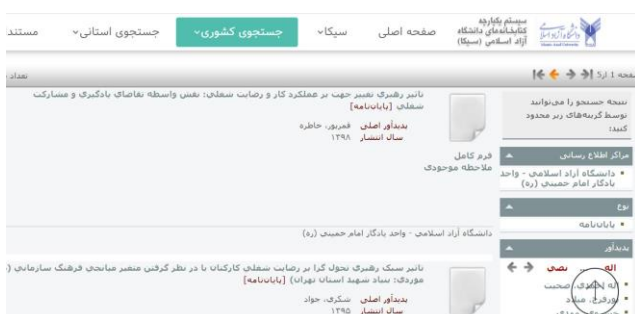 سیستم یکپارچه
کتابخانه‌های دانشگاه
آزاد اسلامی (سیکا)
صفحه اصلی
سیکا
جستجوی کشوری
جستجوی استانی
مستند
صفحه 1 از 5
تعداد
نتیجه جستجو را می‌توانید
توسط گزینه‌های زیر محدود
کنید:
مراکز اطلاع رسانی
دانشگاه آزاد اسلامی - واحد
یادگار امام خمینی (ره)
نوع
پایان‌نامه
پدیدآور
تاثیر رهبری تغییر جهت بر عملکرد کار و رضایت شغلی: نقش واسطه تقاضای یادگیری و مشارکت
شغلی [پایان‌نامه]
پدیدآور اصلی قمرپور، خاطره
سال انتشار ۱۳۹۸
فرم کامل
ملاحظه موجودی
دانشگاه آزاد اسلامی - واحد یادگار امام خمینی (ره)
تاثیر سبک رهبری تحول گرا بر رضایت شغلی کارکنان با در نظر گرفتن متغیر میانجی فرهنگ سازمانی
موردی: بنیاد شهید استان تهران) [پایان‌نامه]
پدیدآور اصلی شکری، جواد
سال انتشار ۱۳۹۵